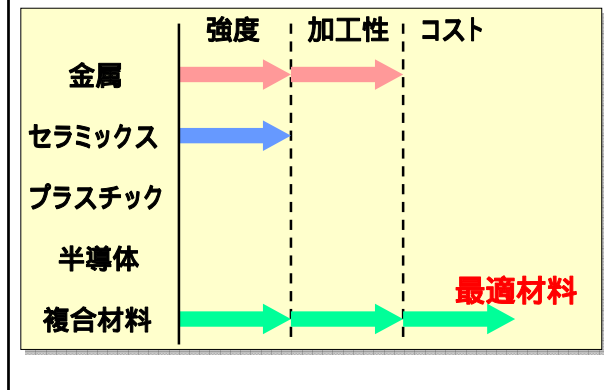 強度 加工性 コスト
金属
セラミックス
プラスチック
半導体
最適材料
複合材料